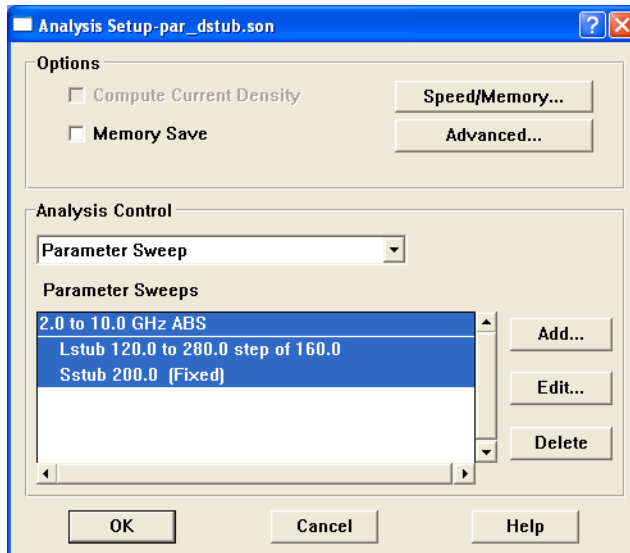 Analysis Setup-par_dstub.son
Options
Compute Current Density
Speed/Memory...
Memory Save
Advanced...
Analysis Control
Parameter Sweep
Parameter Sweeps
2.0 to 10.0 GHz ABS
Lstub 120.0 to 280.0 step of 160.0
Sstub 200.0 (Fixed)
Add...
Edit...
Delete
OK
Cancel
Help